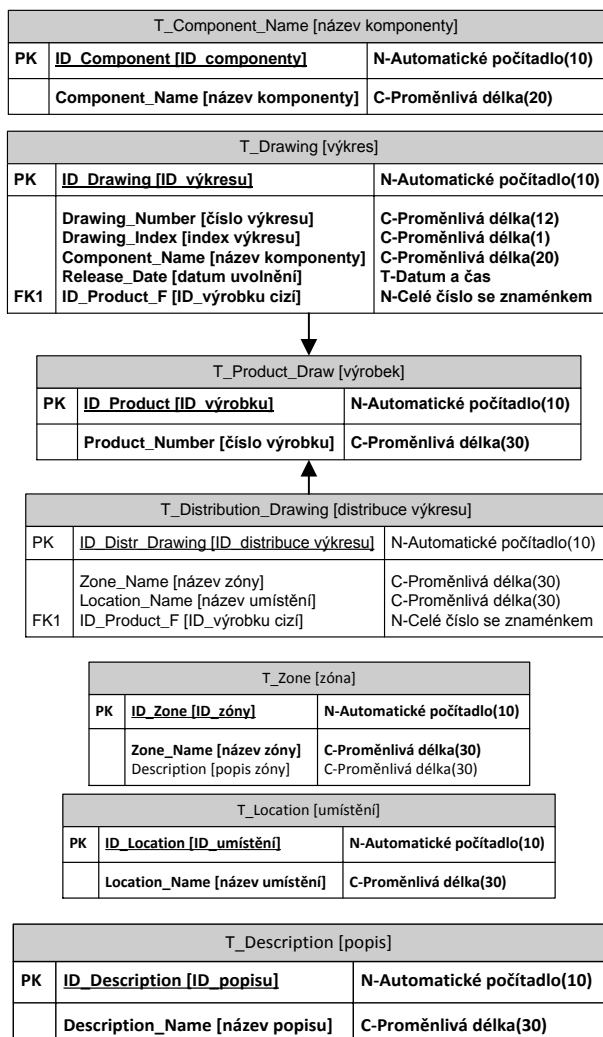 T_Component_Name [název komponenty]
PK ID_Component [ID_componenty] N-Automatické počítadlo(10)
Component_Name [název komponenty] C-Proměnlivá délka(20)
T_Drawing [výkres]
PK ID_Drawing [ID_výkresu] N-Automatické počítadlo(10)
Drawing_Number [číslo výkresu] C-Proměnlivá délka(12)
Drawing_Index [index výkresu] C-Proměnlivá délka(1)
Component_Name [název komponenty] C-Proměnlivá délka(20)
Release_Date [datum uvolnění] T-Datum a čas
FK1 ID_Product_F [ID_výrobku cizí] N-Celé číslo se znaménkem
T_Product_Draw [výrobek]
PK ID_Product [ID_výrobku] N-Automatické počítadlo(10)
Product_Number [číslo výrobku] C-Proměnlivá délka(30)
T_Distribution_Drawing [distribuce výkresu]
PK ID_Distr_Drawing [ID_distribuce výkresu] N-Automatické počítadlo(10)
Zone_Name [název zóny] C-Proměnlivá délka(30)
Location_Name [název umístění] C-Proměnlivá délka(30)
FK1 ID_Product_F [ID_výrobku cizí] N-Celé číslo se znaménkem
T_Zone [zóna]
PK ID_Zone [ID_zóny] N-Automatické počítadlo(10)
Zone_Name [název zóny] C-Proměnlivá délka(30)
Description [popis zóny] C-Proměnlivá délka(30)
T_Location [umístění]
PK ID_Location [ID_umístění] N-Automatické počítadlo(10)
Location_Name [název umístění] C-Proměnlivá délka(30)
T_Description [popis]
PK ID_Description [ID_popisu] N-Automatické počítadlo(10)
Description_Name [název popisu] C-Proměnlivá délka(30)